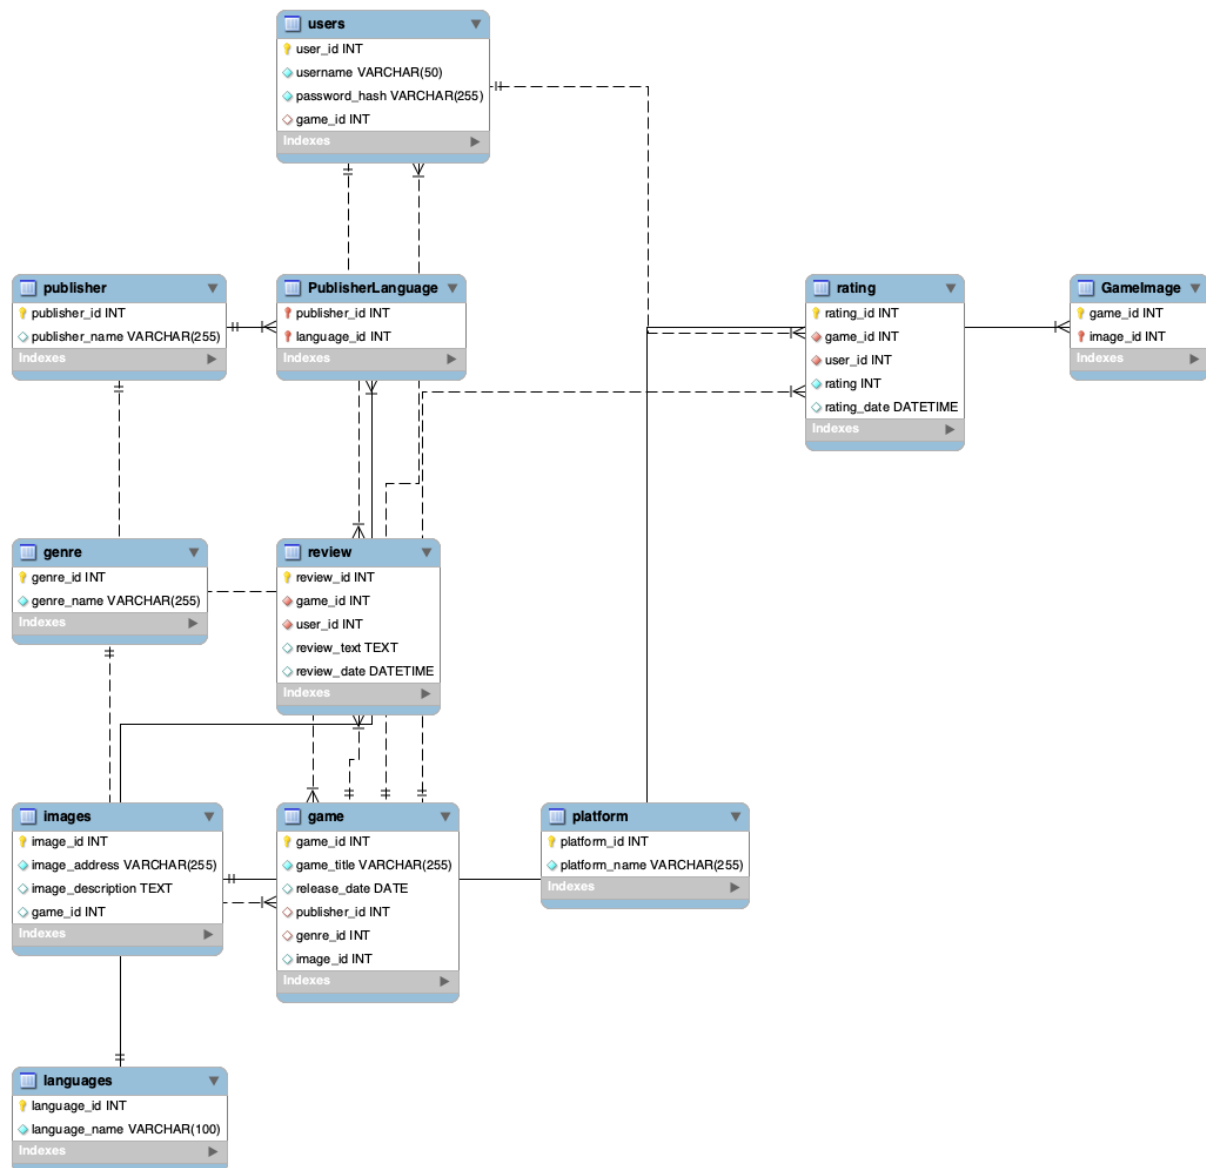 users
user_id INT
username VARCHAR(50)
password_hash VARCHAR(255)
game_id INT
Indexes
publisher
publisher_id INT
publisher_name VARCHAR(255)
Indexes
PublisherLanguage
publisher_id INT
language_id INT
Indexes
rating
rating_id INT
game_id INT
user_id INT
rating INT
rating_date DATETIME
Indexes
GameImage
game_id INT
image_id INT
Indexes
genre
genre_id INT
genre_name VARCHAR(255)
Indexes
review
review_id INT
game_id INT
user_id INT
review_text TEXT
review_date DATETIME
Indexes
images
image_id INT
image_address VARCHAR(255)
image_description TEXT
game_id INT
Indexes
game
game_id INT
game_title VARCHAR(255)
release_date DATE
publisher_id INT
genre_id INT
image_id INT
Indexes
platform
platform_id INT
platform_name VARCHAR(255)
Indexes
languages
language_id INT
language_name VARCHAR(100)
Indexes